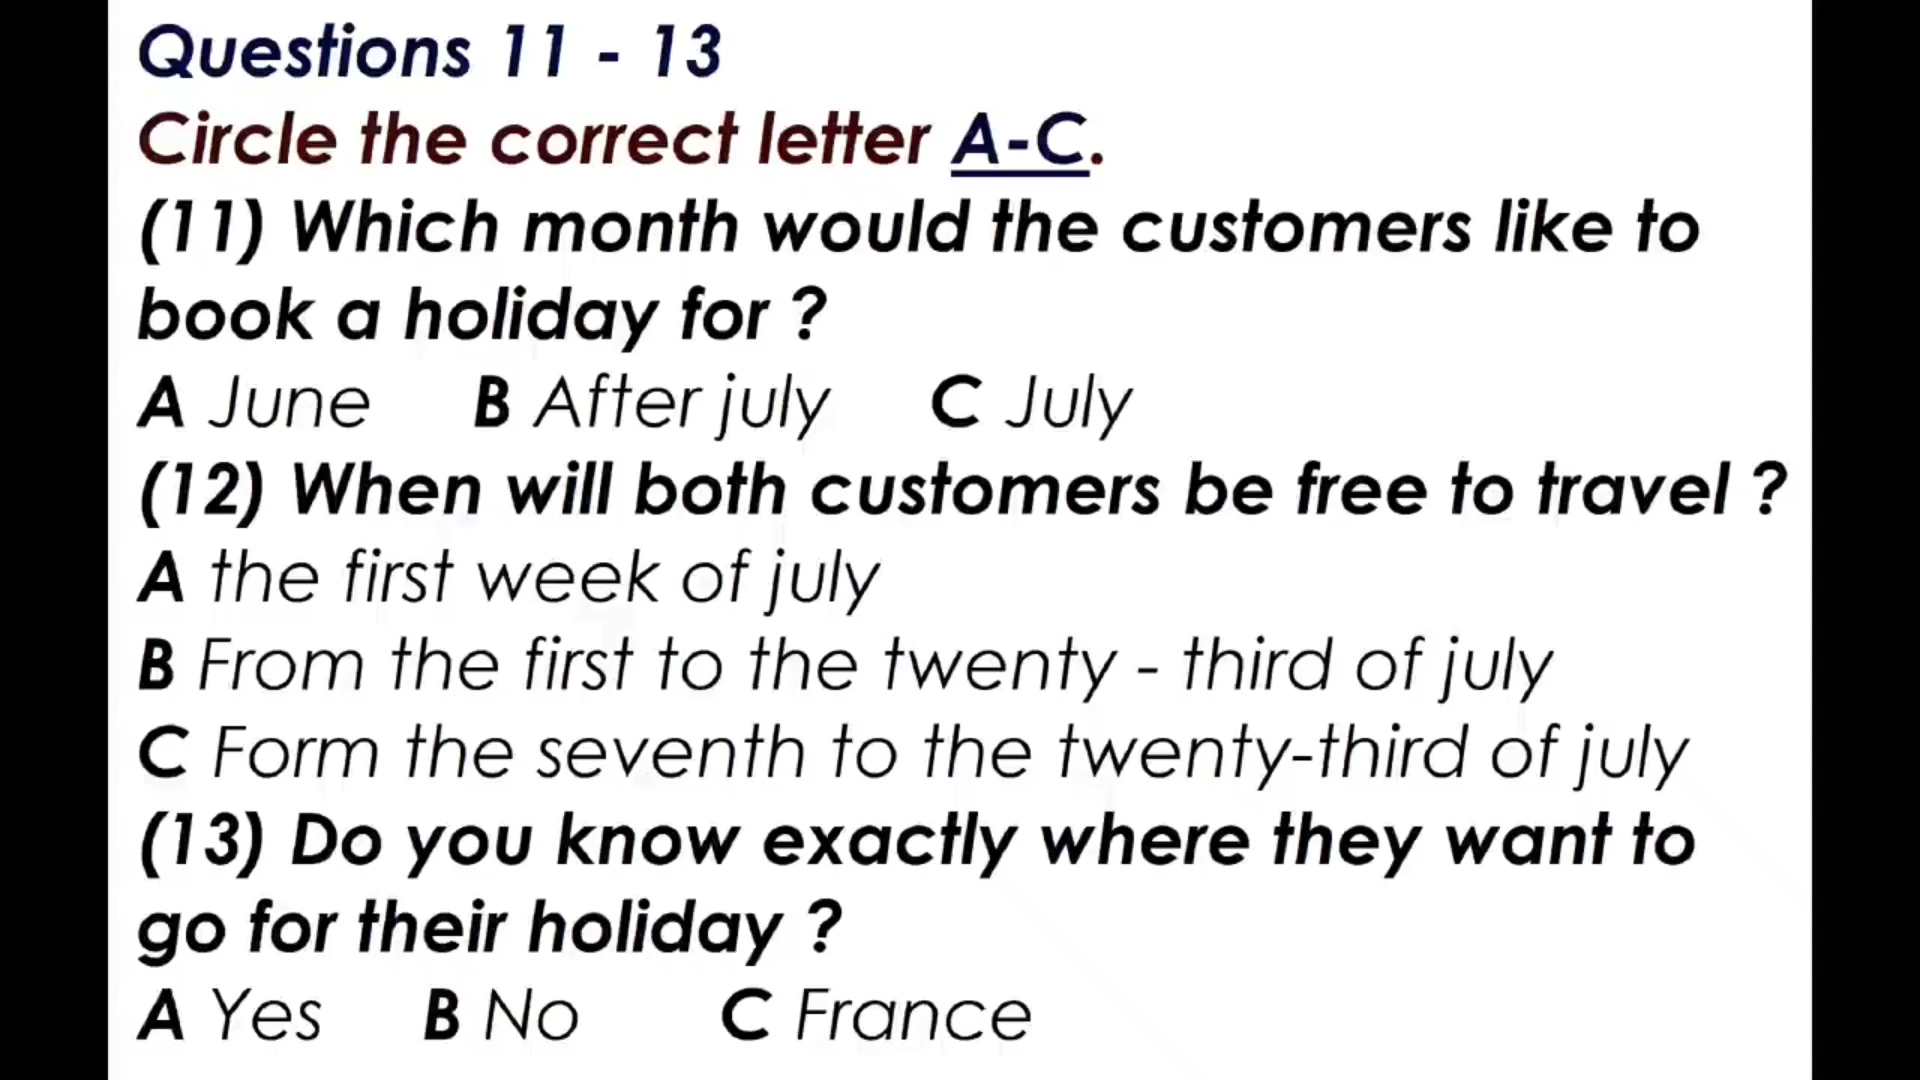 Questions 11 - 13
Circle the correct letter A-C.
(11) Which month would the customers like to
book a holiday for ?
A June B After july C July
(12) When will both customers be free to travel ?
A the first week of july
B From the first to the twenty - third of july
C Form the seventh to the twenty-third of july
(13) Do you know exactly where they want to
go for their holiday ?
A Yes B No C France